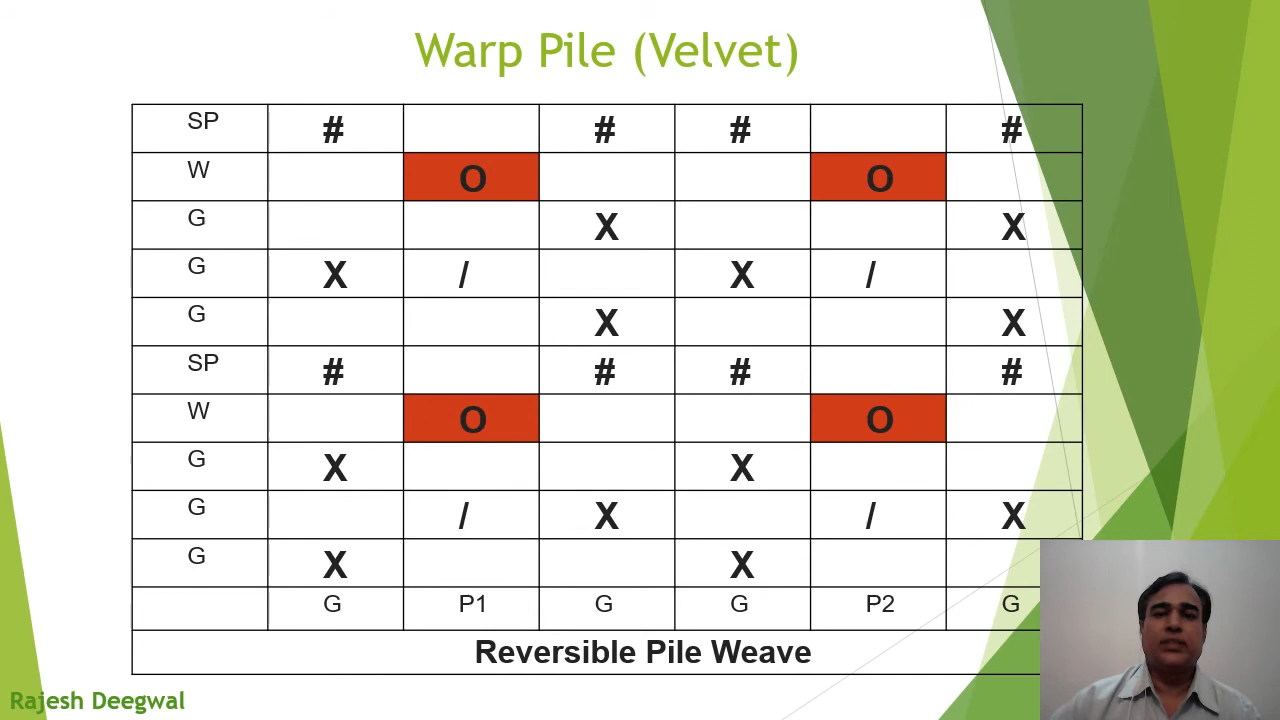 Warp Pile (Velvet)
SP # # # #
W O O
G X X
G X / X /
G X X
SP # # # #
W O O
G X X
G / X / X
G X X
G P1 G G P2 G
Reversible Pile Weave
Rajesh Deegwal